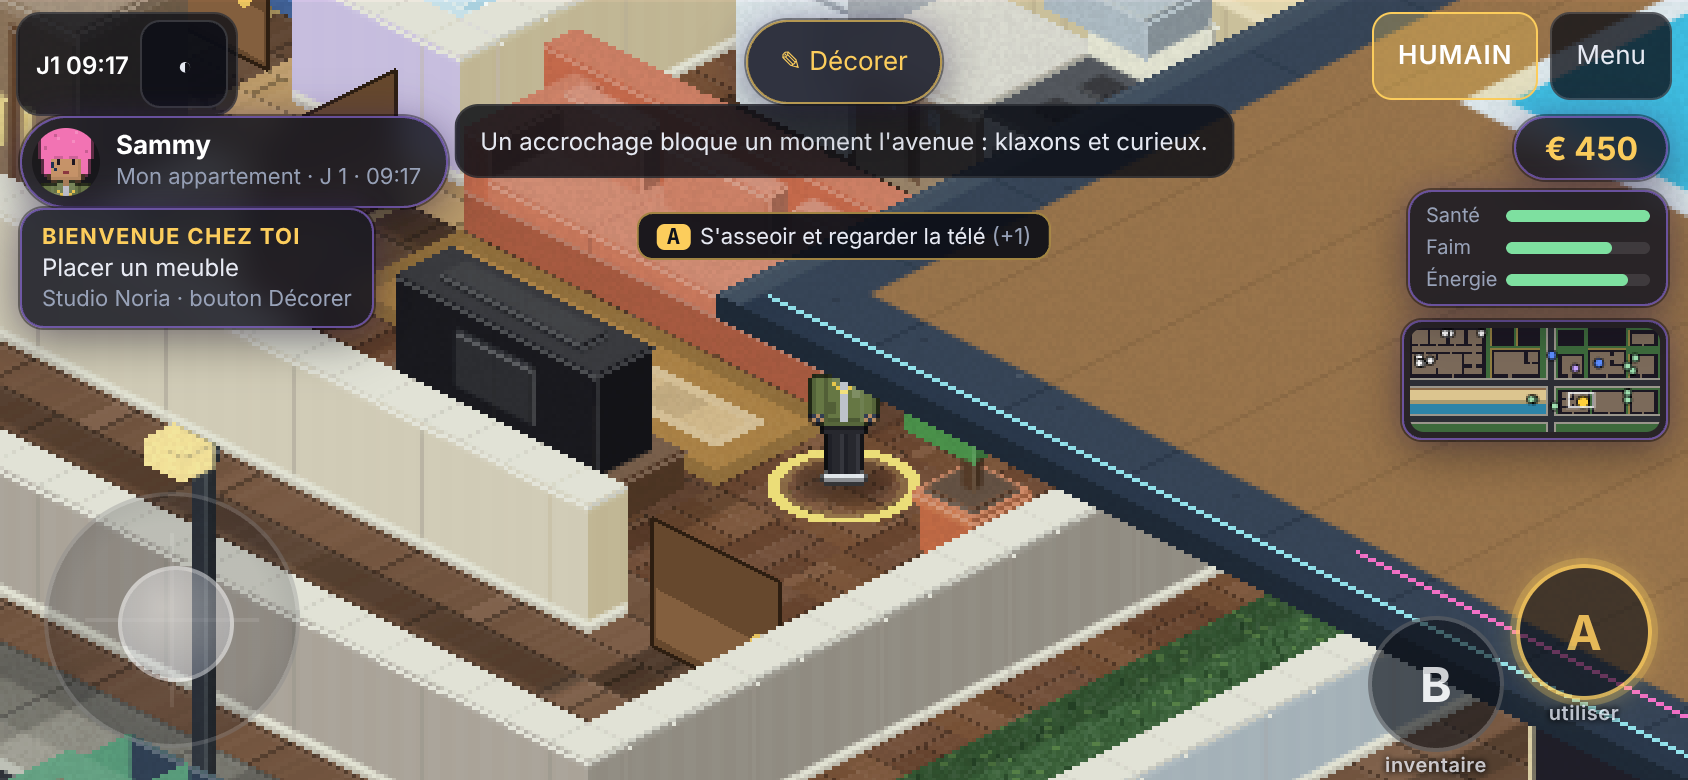 J1 09:17
✎ Décorer
HUMAIN
Menu
Sammy
Mon appartement · J 1 · 09:17
Un accrochage bloque un moment l'avenue : klaxons et curieux.
€ 450
BIENVENUE CHEZ TOI
Placer un meuble
Studio Noria · bouton Décorer
A S'asseoir et regarder la télé (+1)
Santé
Faim
Énergie
A
utiliser
B
inventaire